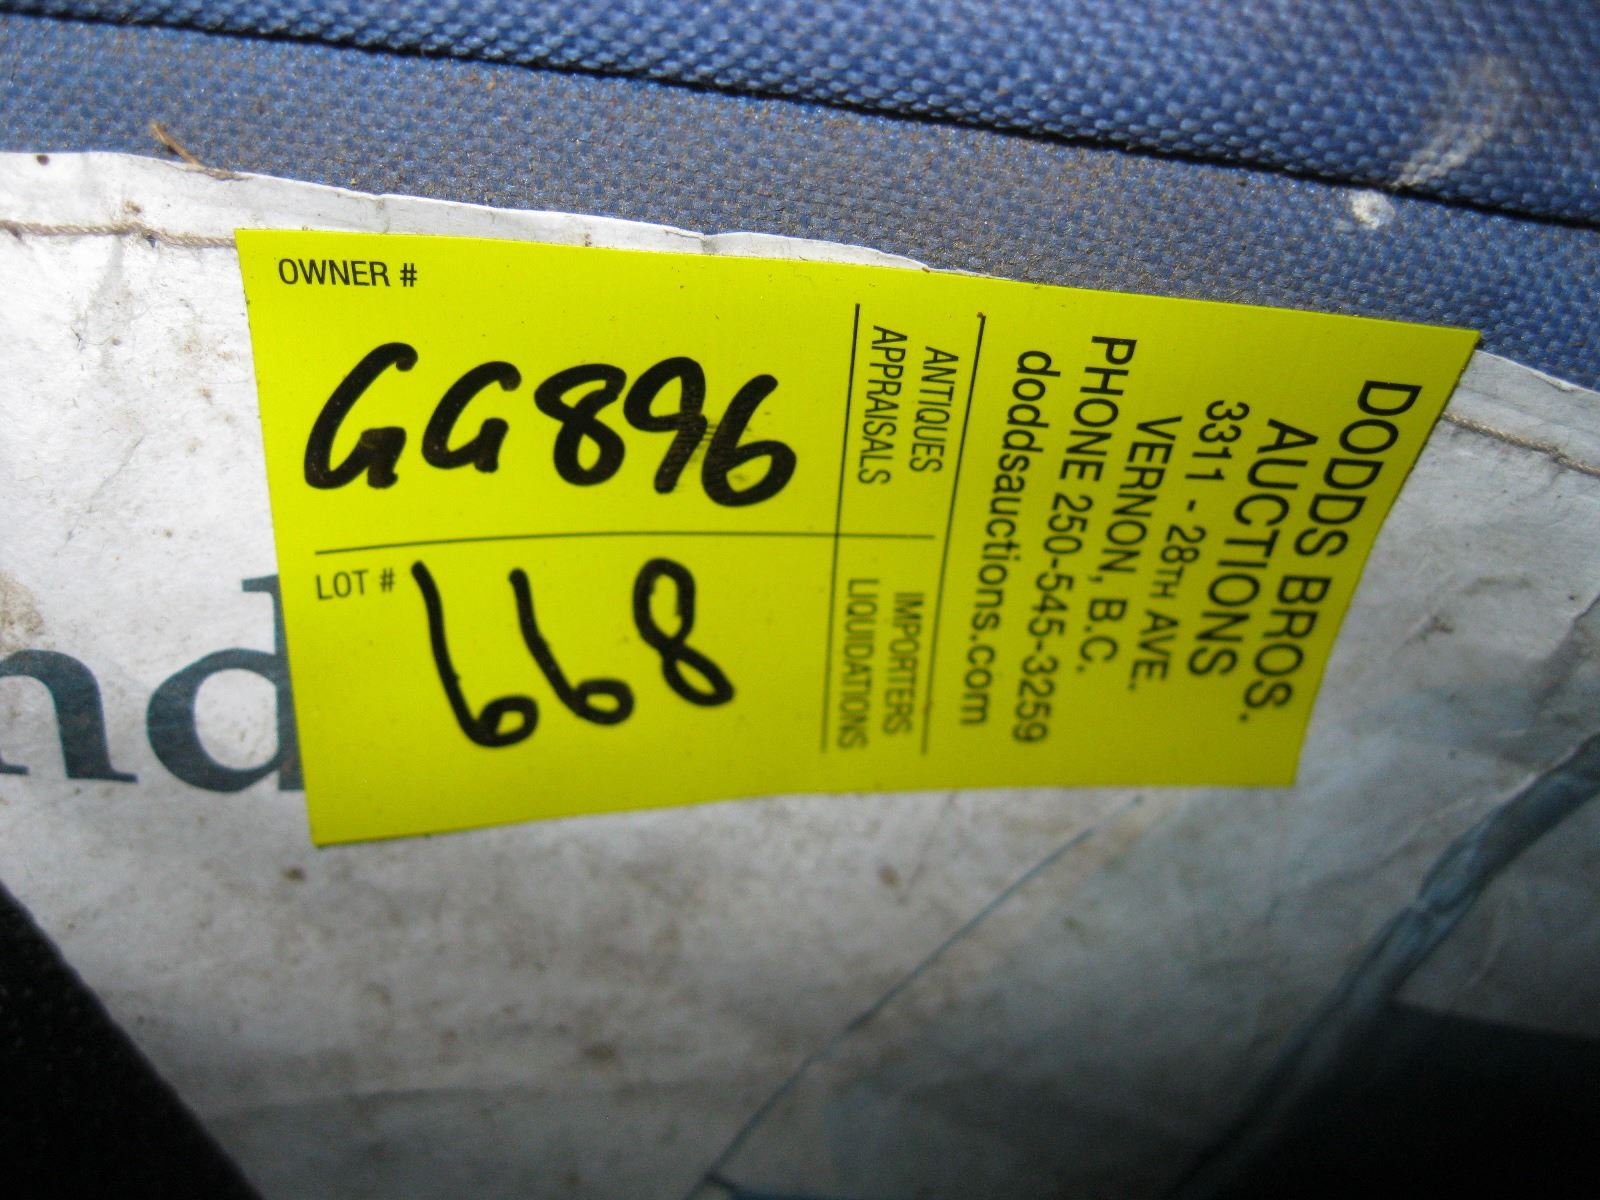 OWNER #
GG896
LOT #
668
ANTIQUES
APPRAISALS
IMPORTERS
LIQUIDATIONS
DODDS BROS.
AUCTIONS
3311 - 28TH AVE.
VERNON, B.C.
PHONE 250-545-3259
doddsauctions.com
nd